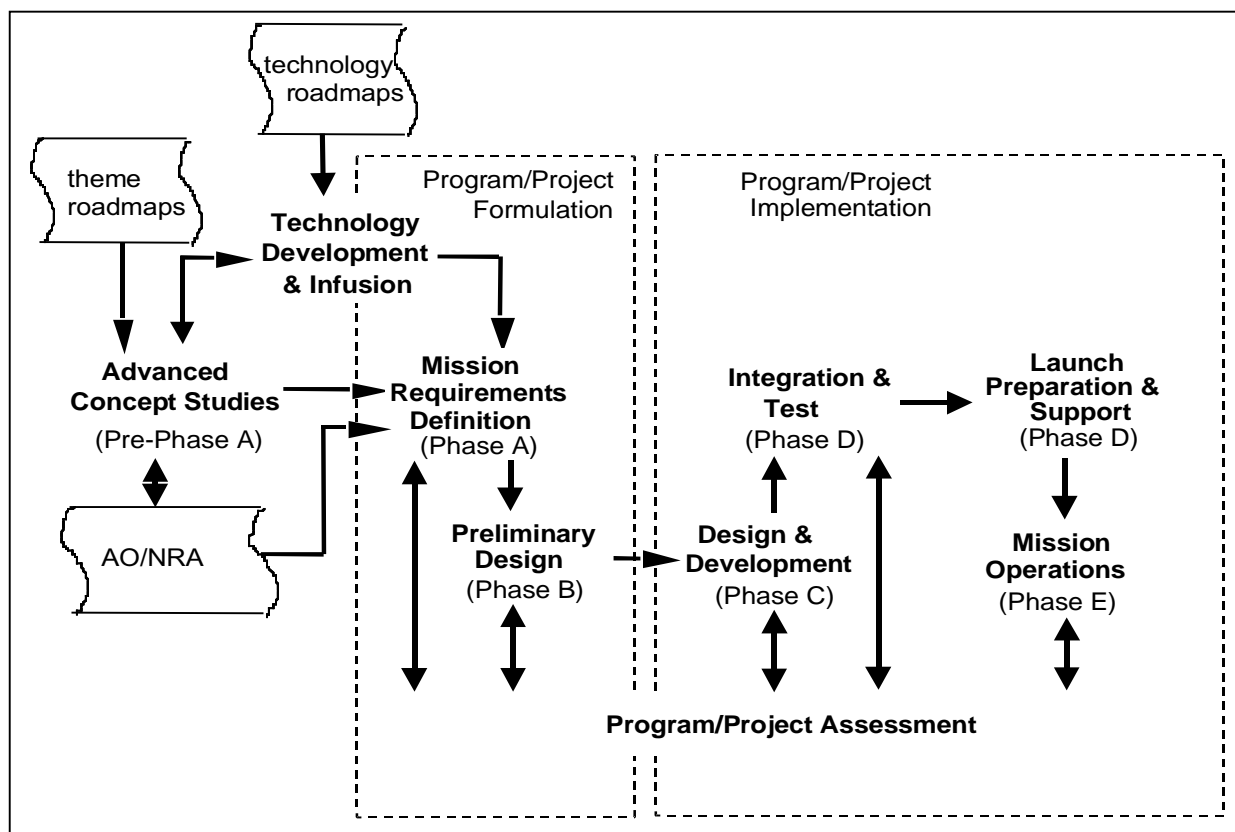 technology
roadmaps
theme
roadmaps
Program/Project
Formulation
Technology
Development
& Infusion
Program/Project
Implementation
Advanced
Concept Studies
(Pre-Phase A)
Mission
Requirements
Definition
(Phase A)
Integration &
Test
(Phase D)
Launch
Preparation &
Support
(Phase D)
AO/NRA
Preliminary
Design
(Phase B)
Design &
Development
(Phase C)
Mission
Operations
(Phase E)
Program/Project Assessment